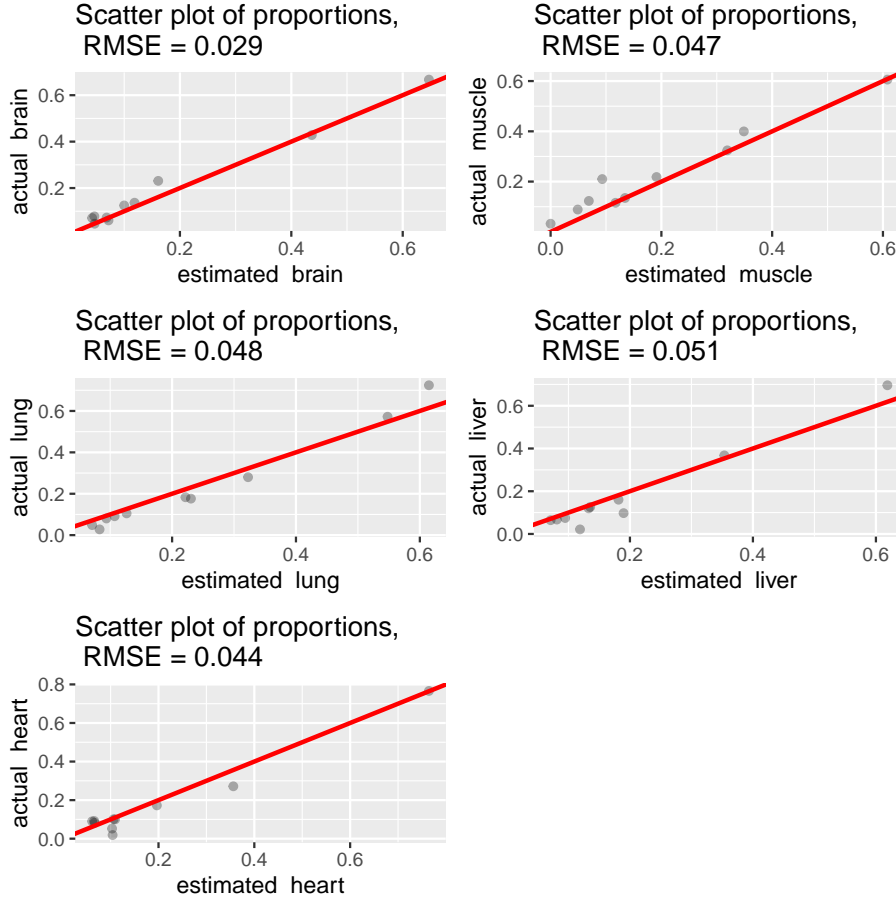 Scatter plot of proportions,
RMSE = 0.029
actual brain
0.6
0.4
0.2
0.2
0.4
0.6
estimated brain
Scatter plot of proportions,
RMSE = 0.047
actual muscle
0.6
0.4
0.2
0.0
0.2
0.4
0.6
estimated muscle
Scatter plot of proportions,
RMSE = 0.048
actual lung
0.6
0.4
0.2
0.0
0.2
0.4
0.6
estimated lung
Scatter plot of proportions,
RMSE = 0.051
actual liver
0.6
0.4
0.2
0.0
0.2
0.4
0.6
estimated liver
Scatter plot of proportions,
RMSE = 0.044
actual heart
0.8
0.6
0.4
0.2
0.0
0.2
0.4
0.6
estimated heart